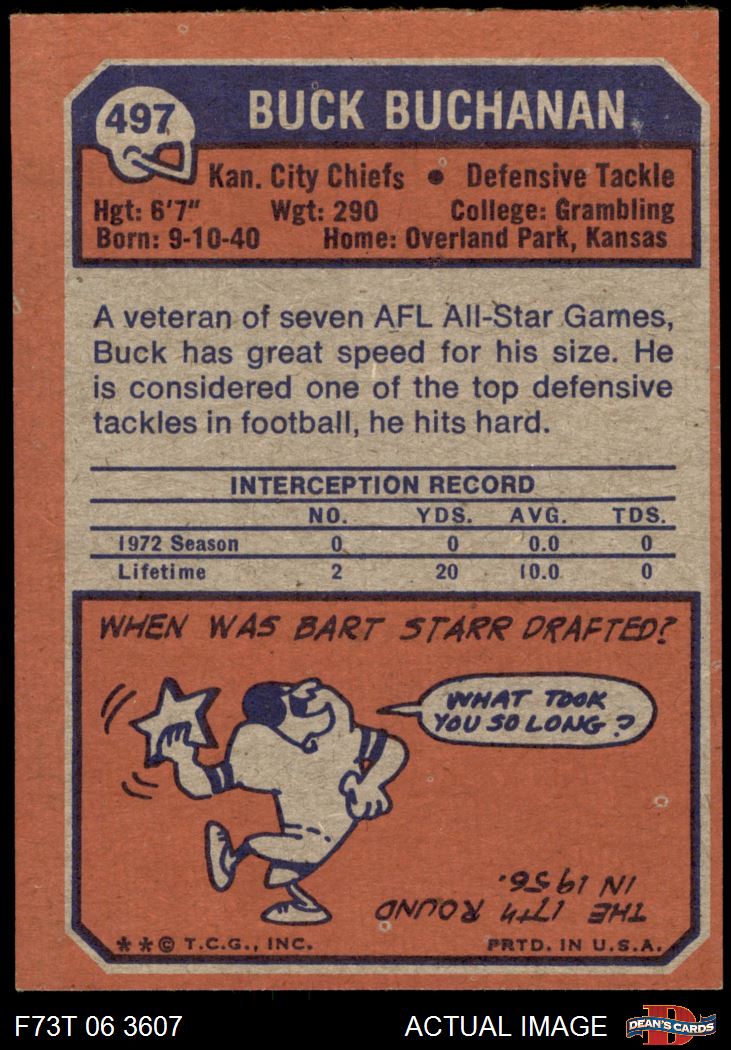 497
BUCK BUCHANAN
Kan. City Chiefs • Defensive Tackle
Hgt: 6'7" Wgt: 290 College: Grambling
Born: 9-10-40 Home: Overland Park, Kansas
A veteran of seven AFL All-Star Games,
Buck has great speed for his size. He
is considered one of the top defensive
tackles in football, he hits hard.
INTERCEPTION RECORD
NO. YDS. AVG. TDS.
1972 Season 0 0 0.0 0
Lifetime 2 20 10.0 0
WHEN WAS BART STARR DRAFTED?
WHAT TOOK
YOU SO LONG?
THE 17TH ROUND
IN 1956.
**© T.C.G., INC. PRTD. IN U.S.A.
F73T 06 3607 ACTUAL IMAGE D DEAN'S CARDS